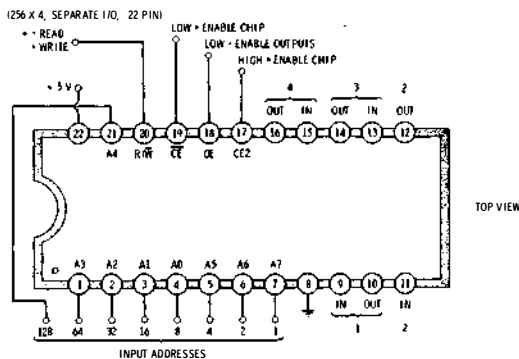 (256 X 4, SEPARATE I/O, 22 PIN)
+ = READ
• = WRITE
LOW = ENABLE CHIP
LOW = ENABLE OUTPUTS
HIGH = ENABLE CHIP
+ 5 V
4 3 2
OUT IN OUT IN OUT
22 21 20 19 18 17 16 15 14 13 12
A4 R/W CE OE CE2
TOP VIEW
A3 A2 A1 A0 A5 A6 A7
1 2 3 4 5 6 7 8 9 10 11
IN OUT IN
128 64 32 16 8 4 2 1 1 2
INPUT ADDRESSES